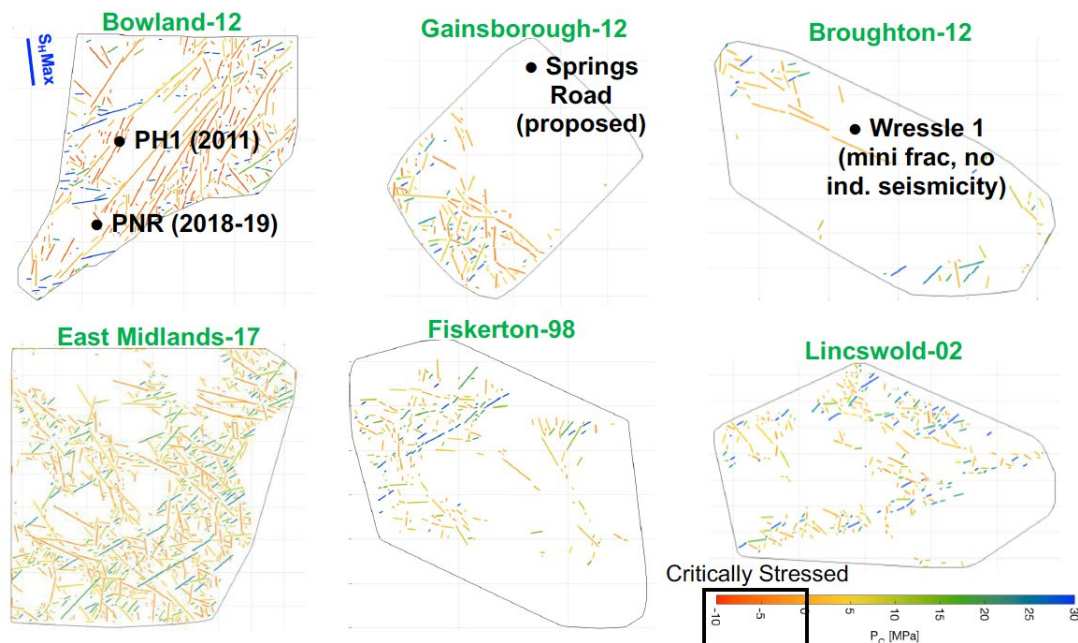 Bowland-12
Gainsborough-12
Broughton-12
SHMax
Springs
Road
(proposed)
PH1 (2011)
Wressle 1
(mini frac, no
ind. seismicity)
PNR (2018-19)
East Midlands-17
Fiskerton-98
Lincswold-02
Critically Stressed
-10
-5
0
5
10
15
20
25
30
[MPa]